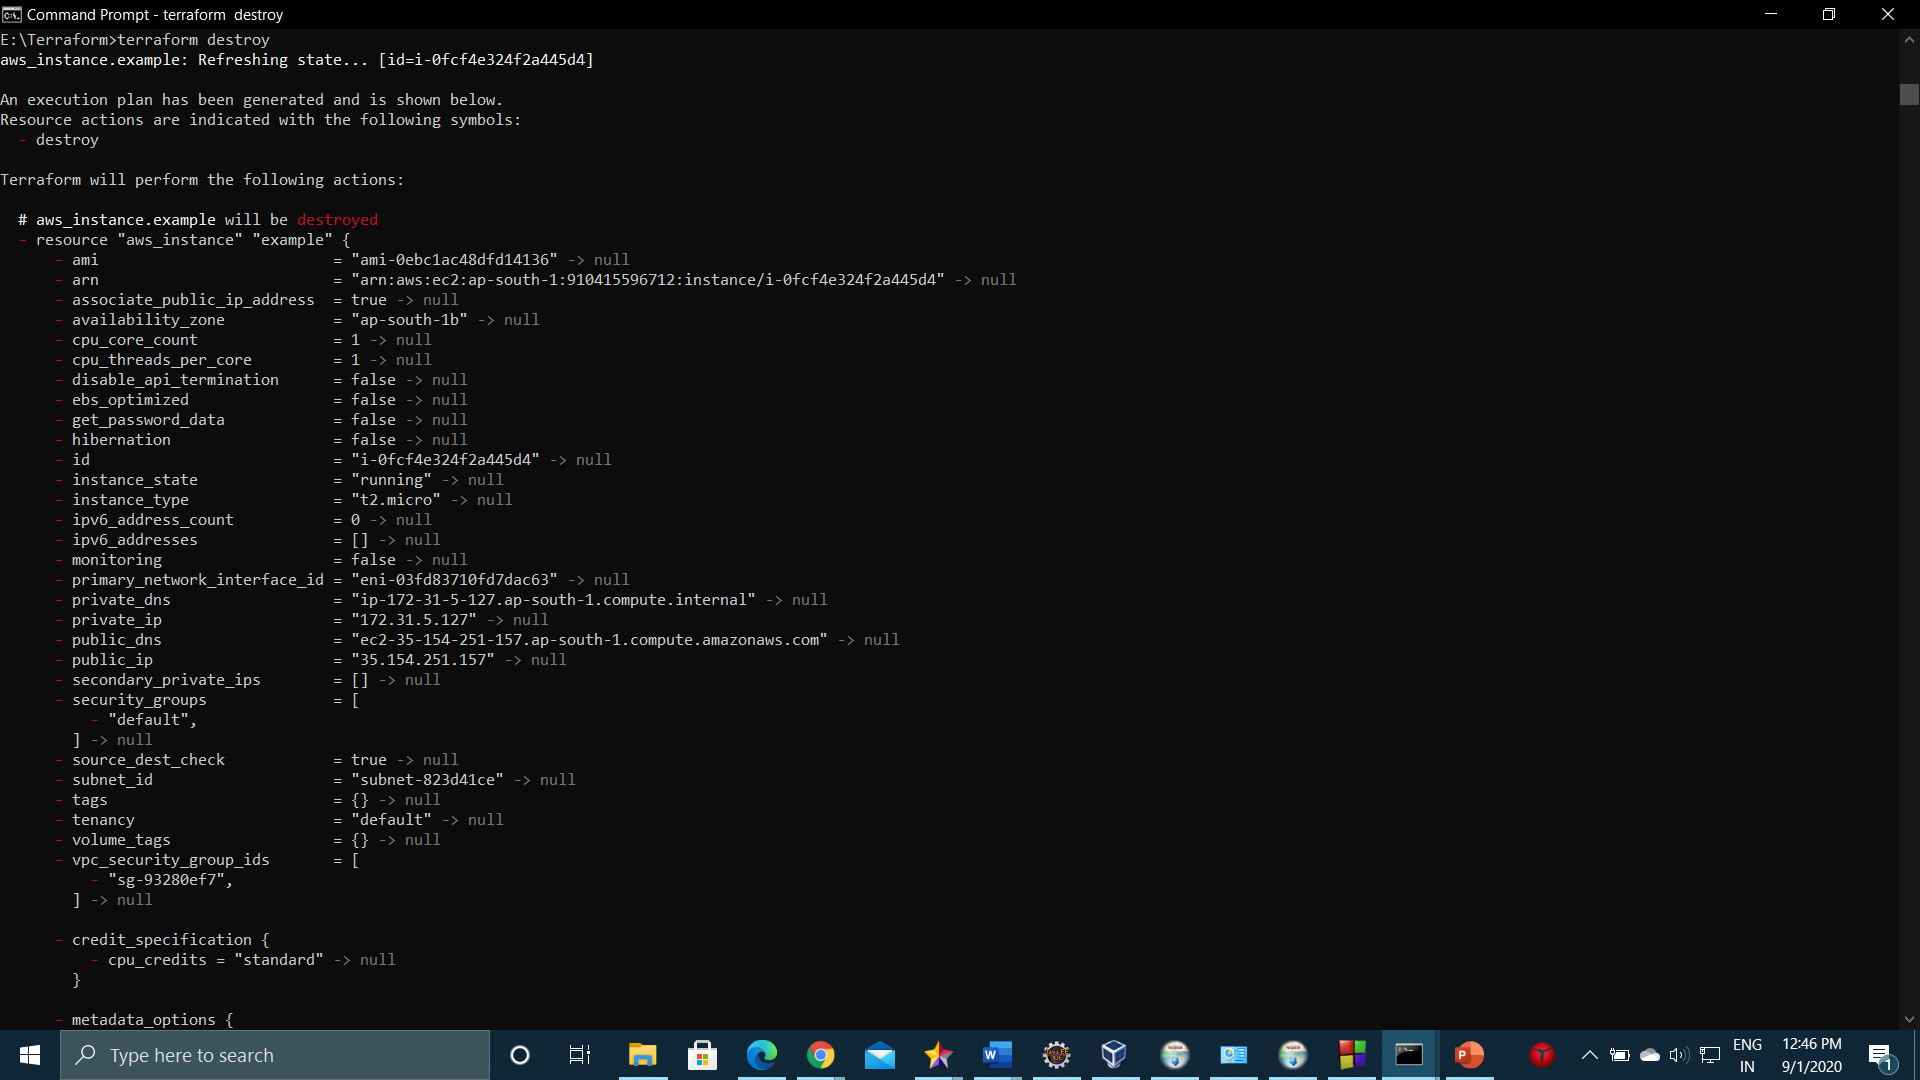 Command Prompt - terraform  destroy
E:\Terraform>terraform destroy
aws_instance.example: Refreshing state... [id=i-0fcf4e324f2a445d4]
An execution plan has been generated and is shown below.
Resource actions are indicated with the following symbols:
  - destroy
Terraform will perform the following actions:
  # aws_instance.example will be destroyed
  - resource "aws_instance" "example" {
      - ami                          = "ami-0ebc1ac48dfd14136" -> null
      - arn                          = "arn:aws:ec2:ap-south-1:910415596712:instance/i-0fcf4e324f2a445d4" -> null
      - associate_public_ip_address  = true -> null
      - availability_zone            = "ap-south-1b" -> null
      - cpu_core_count               = 1 -> null
      - cpu_threads_per_core         = 1 -> null
      - disable_api_termination      = false -> null
      - ebs_optimized                = false -> null
      - get_password_data            = false -> null
      - hibernation                  = false -> null
      - id                           = "i-0fcf4e324f2a445d4" -> null
      - instance_state               = "running" -> null
      - instance_type                = "t2.micro" -> null
      - ipv6_address_count           = 0 -> null
      - ipv6_addresses               = [] -> null
      - monitoring                   = false -> null
      - primary_network_interface_id = "eni-03fd83710fd7dac63" -> null
      - private_dns                  = "ip-172-31-5-127.ap-south-1.compute.internal" -> null
      - private_ip                   = "172.31.5.127" -> null
      - public_dns                   = "ec2-35-154-251-157.ap-south-1.compute.amazonaws.com" -> null
      - public_ip                    = "35.154.251.157" -> null
      - secondary_private_ips        = [] -> null
      - security_groups              = [
          - "default",
        ] -> null
      - source_dest_check            = true -> null
      - subnet_id                    = "subnet-823d41ce" -> null
      - tags                         = {} -> null
      - tenancy                      = "default" -> null
      - volume_tags                  = {} -> null
      - vpc_security_group_ids       = [
          - "sg-93280ef7",
        ] -> null
      - credit_specification {
          - cpu_credits = "standard" -> null
        }
      - metadata_options {
Type here to search
ENG
IN
12:46 PM
9/1/2020
1